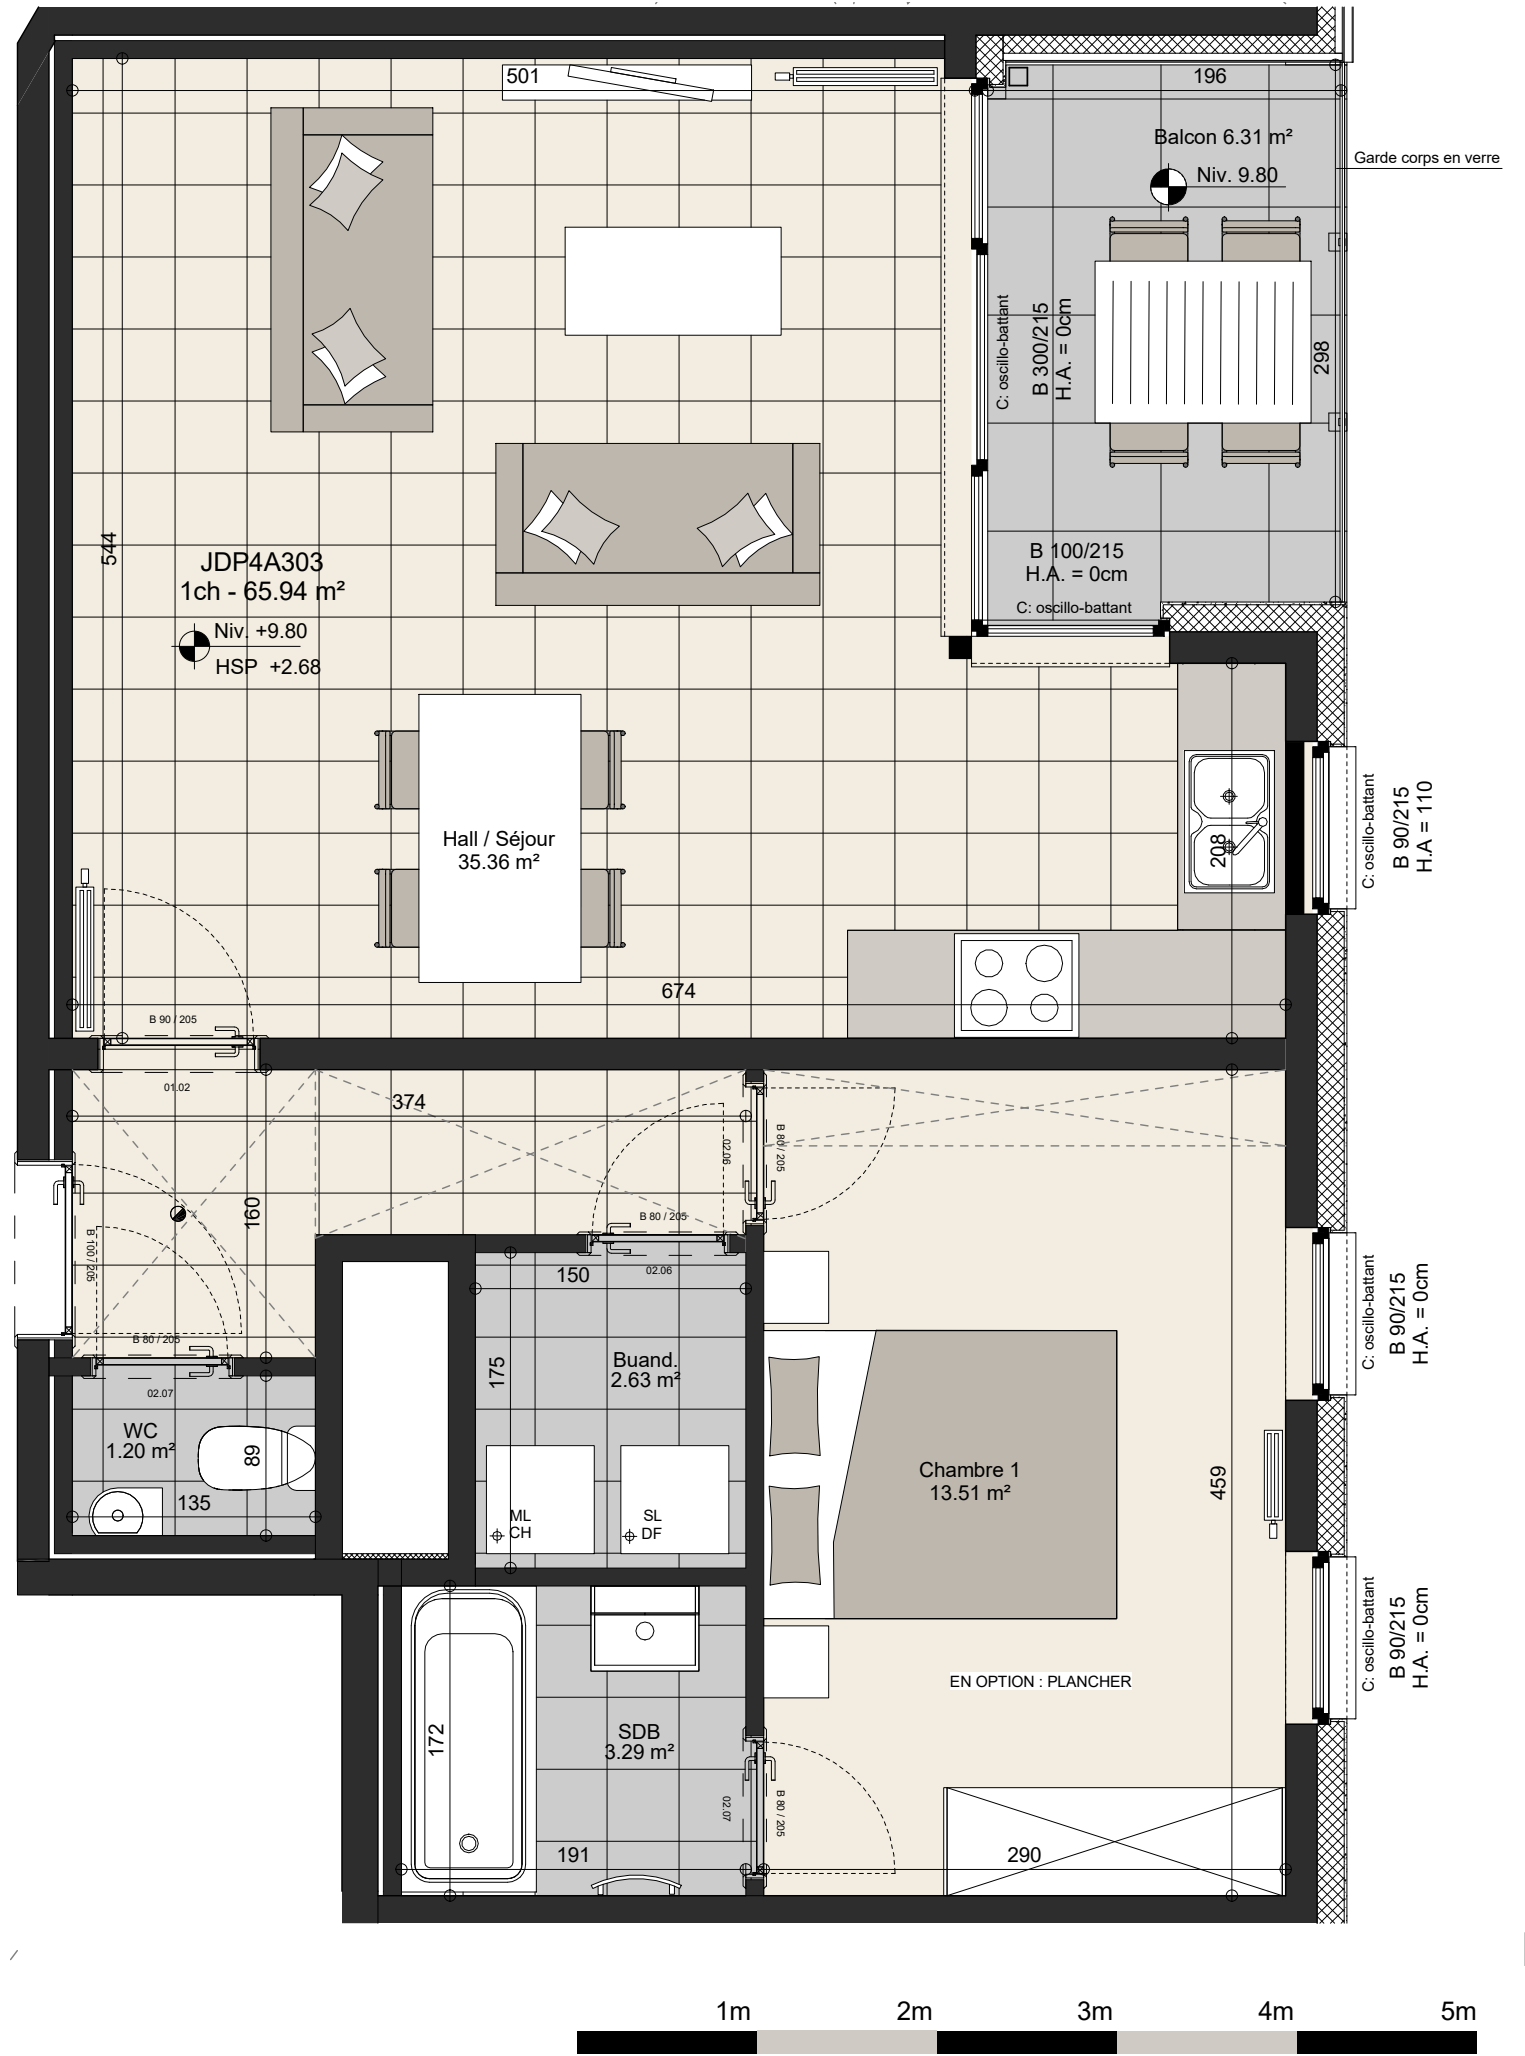 501
196
Balcon 6.31 m²
Niv. 9.80
Garde corps en verre
C: oscillo-battant
B 300/215
H.A. = 0cm
298
544
JDP4A303
1ch - 65.94 m²
Niv. +9.80
HSP +2.68
B 100/215
H.A. = 0cm
C: oscillo-battant
Hall / Séjour
35.36 m²
208
C: oscillo-battant
B 90/215
H.A = 110
674
B 90 / 205
01.02
374
02.06
B 80 / 205
160
B 100 / 205
B 80 / 205
02.06
150
B 80 / 205
02.07
WC
1.20 m²
89
135
175
Buand.
2.63 m²
ML
CH
SL
DF
Chambre 1
13.51 m²
459
C: oscillo-battant
B 90/215
H.A. = 0cm
C: oscillo-battant
B 90/215
H.A. = 0cm
EN OPTION : PLANCHER
172
SDB
3.29 m²
02.07
B 80 / 205
191
290
1m 2m 3m 4m 5m